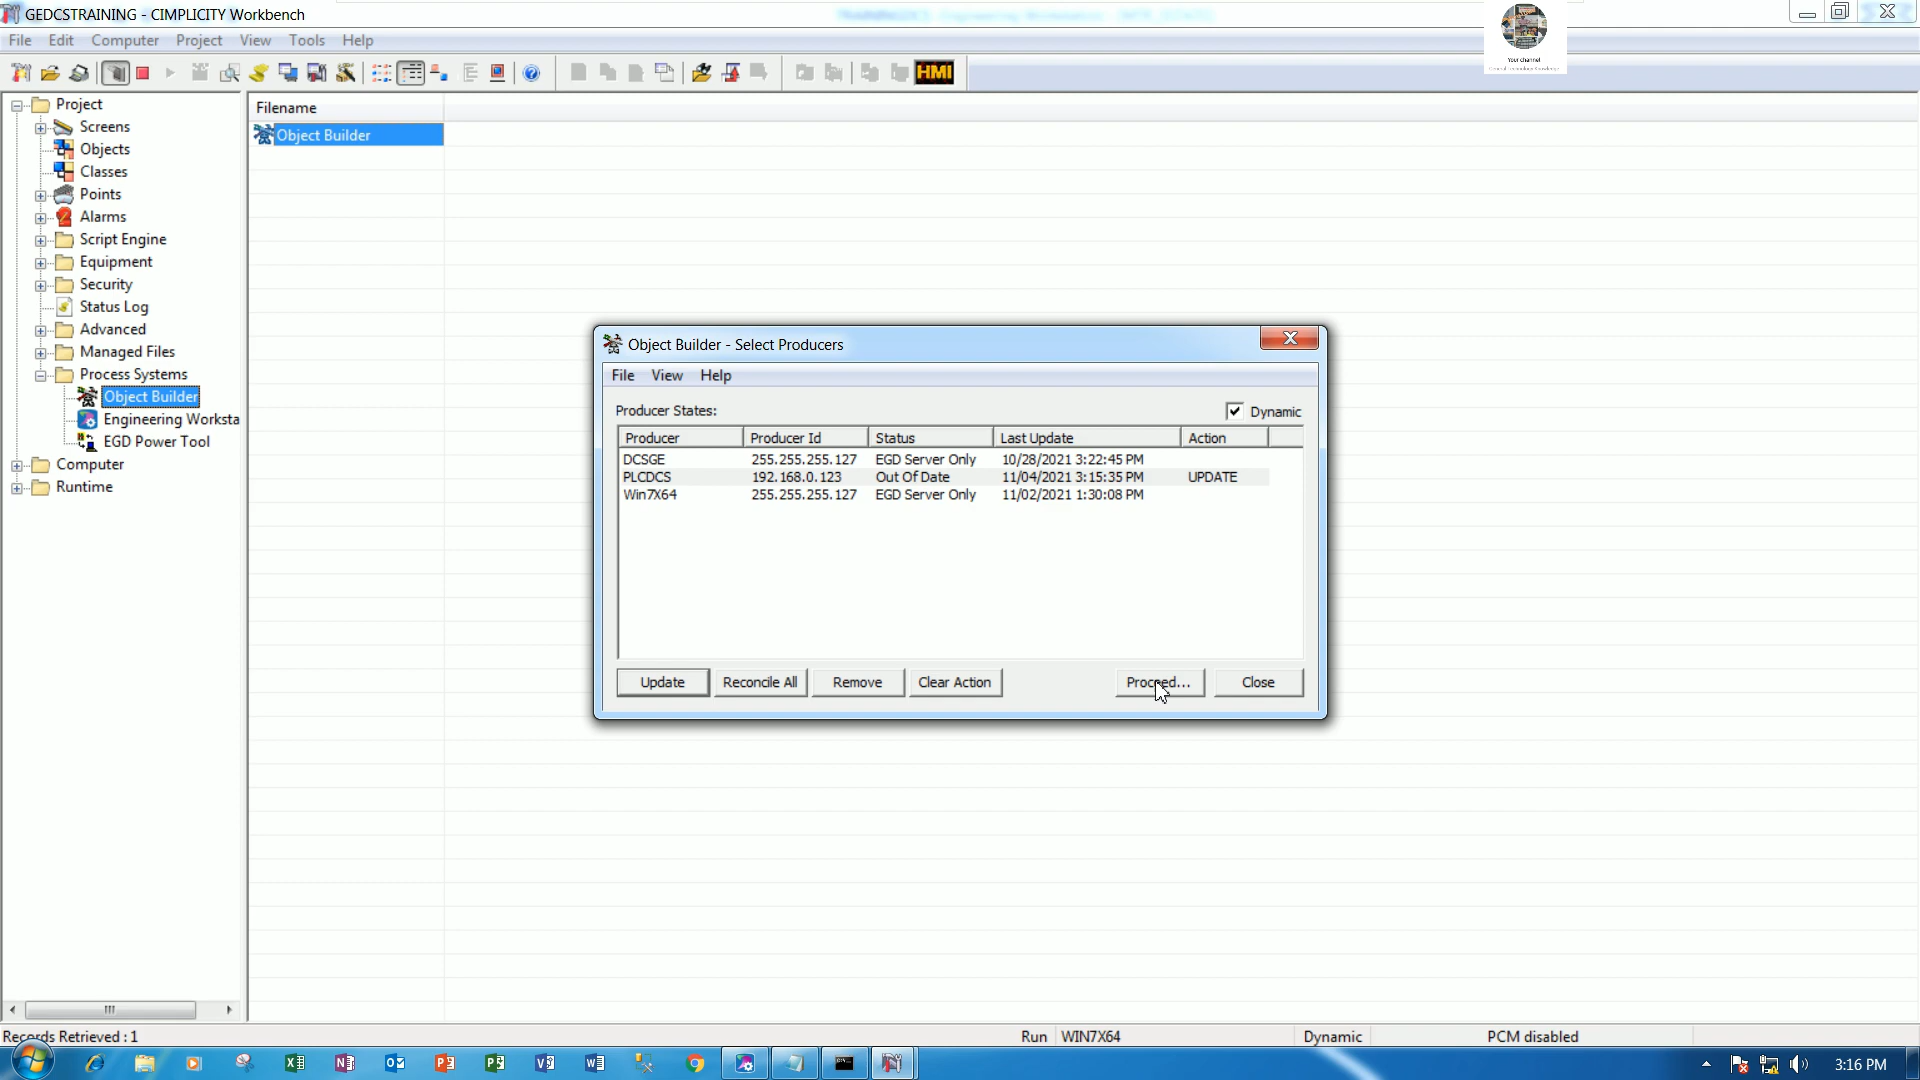 GEDCSTRAINING - CIMPLICITY Workbench
File Edit Computer Project View Tools Help
HMI
Your channel
Project
Screens
Objects
Classes
Points
Alarms
Script Engine
Equipment
Security
Status Log
Advanced
Managed Files
Process Systems
Object Builder
Engineering Worksta
EGD Power Tool
Computer
Runtime
Filename
Object Builder
Object Builder - Select Producers
File View Help
Producer States: Dynamic
Producer Producer Id Status Last Update Action
DCSGE 255.255.255.127 EGD Server Only 10/28/2021 3:22:45 PM
PLCDCS 192.168.0.123 Out Of Date 11/04/2021 3:15:35 PM UPDATE
Win7X64 255.255.255.127 EGD Server Only 11/02/2021 1:30:08 PM
Update Reconcile All Remove Clear Action Proceed... Close
Records Retrieved : 1 Run WIN7X64 Dynamic PCM disabled
3:16 PM